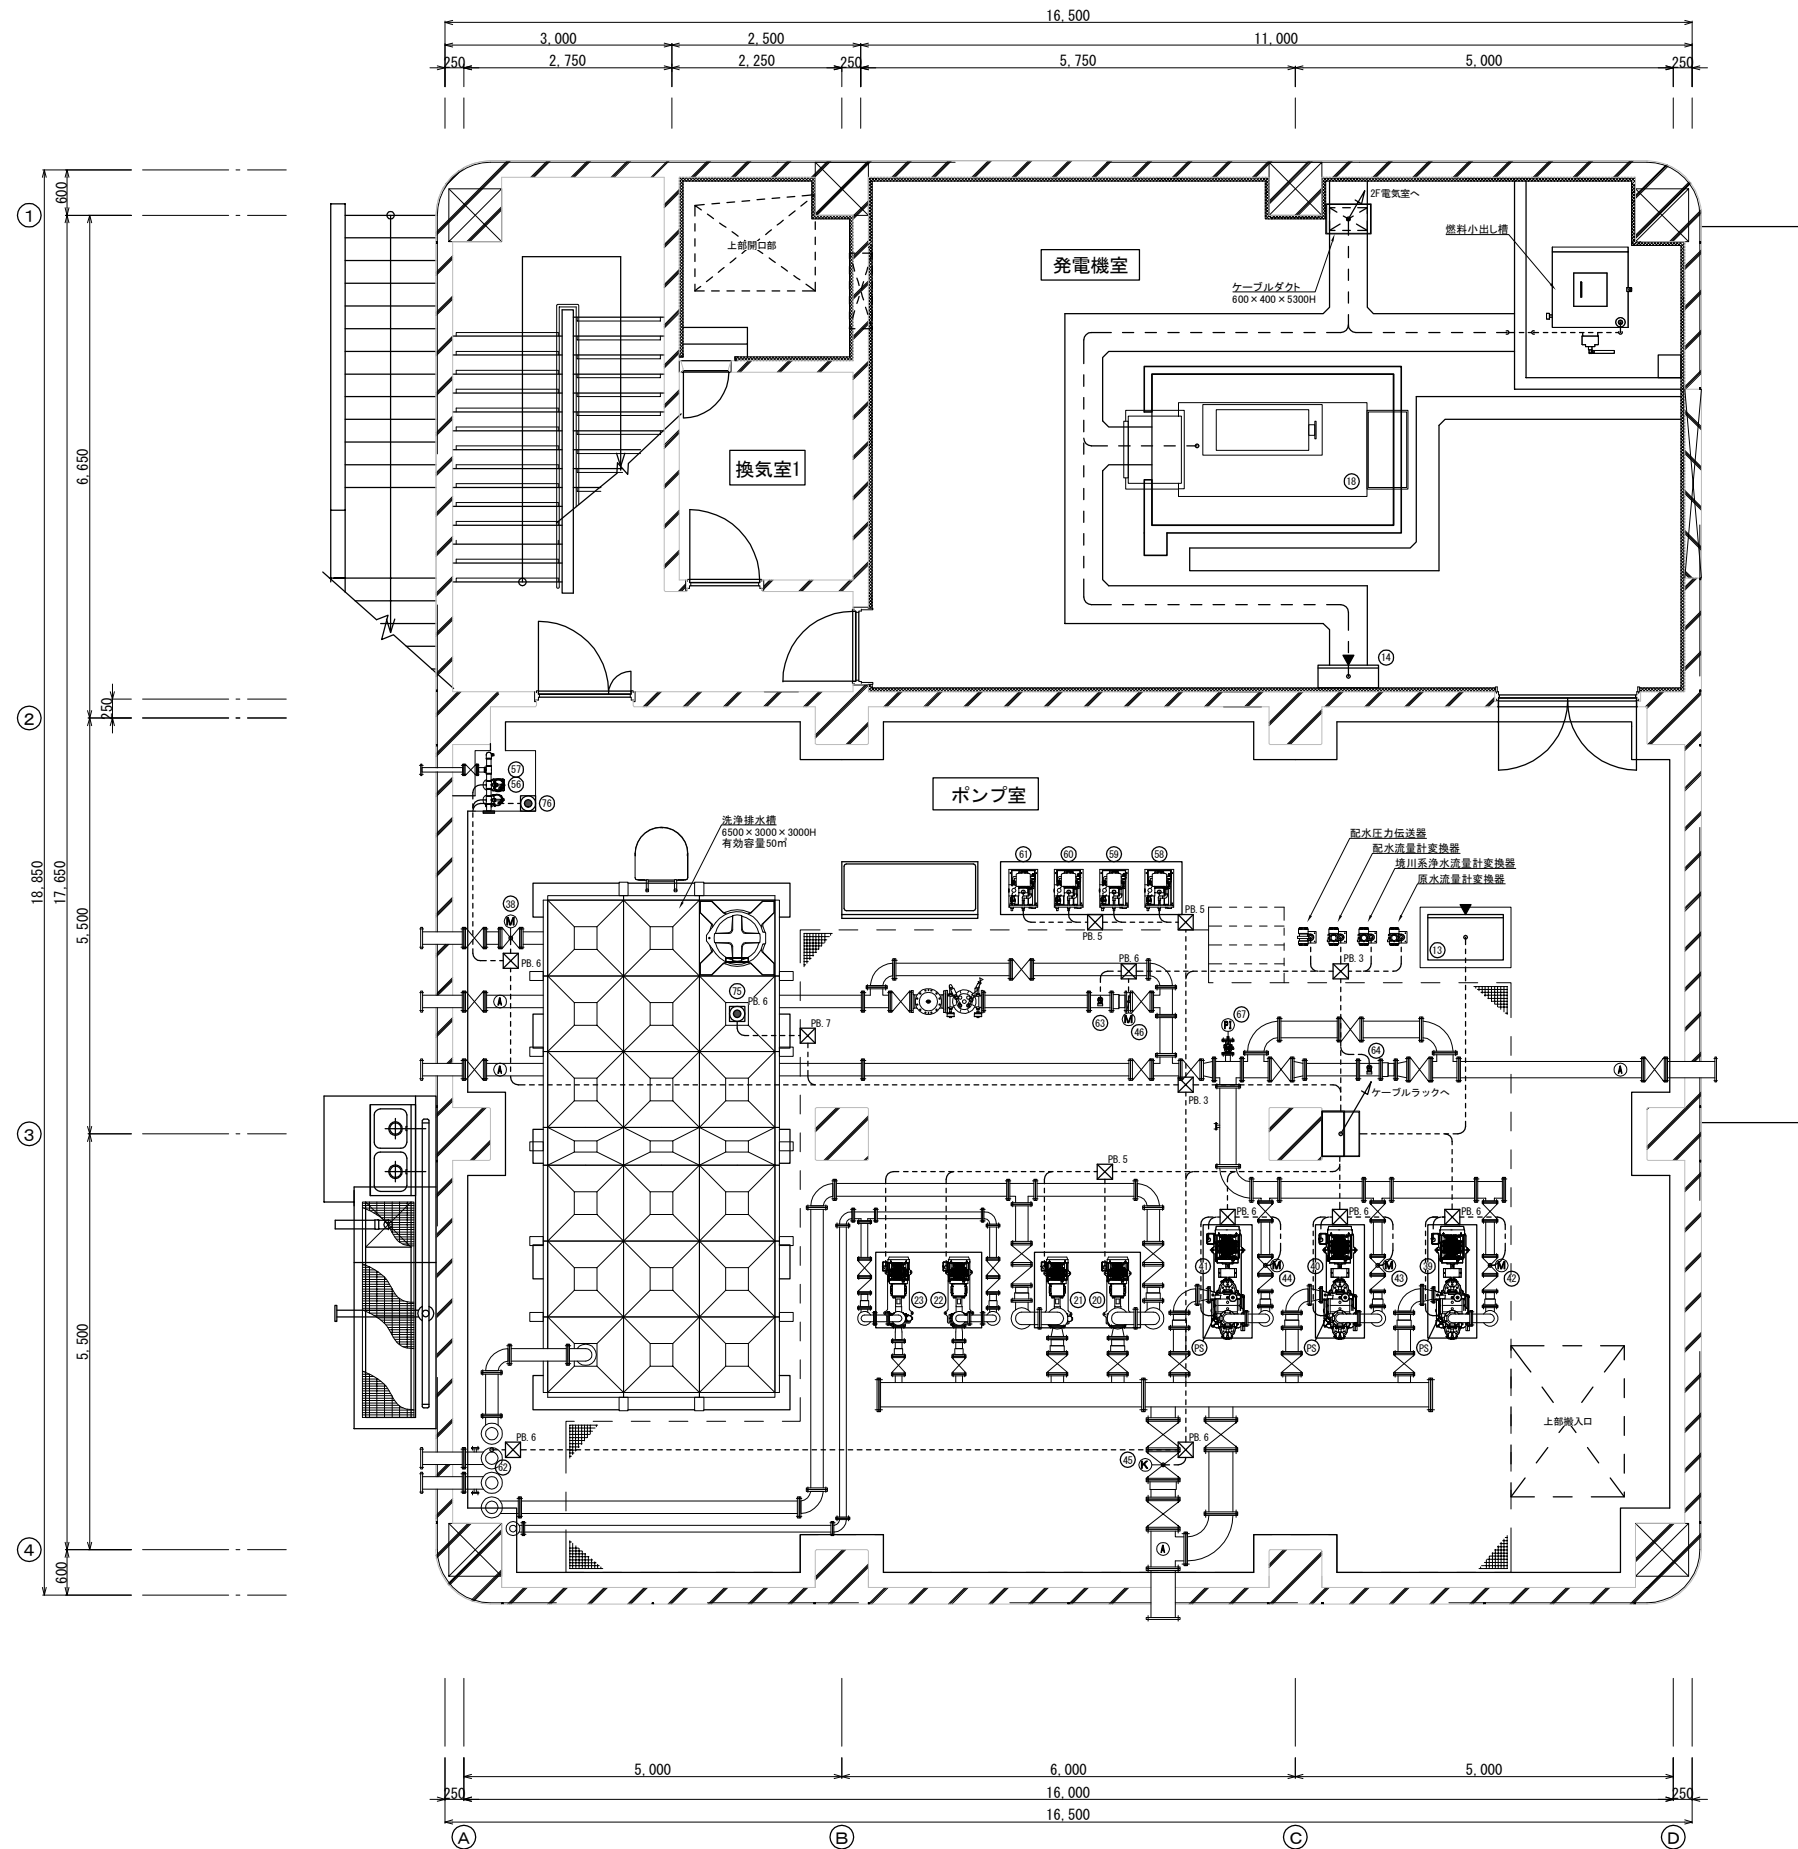 16,500
3,000
2,500
11,000
250
2,750
2,250
250
5,750
5,000
250
600
①
6,650
250
②
18,850
17,650
5,500
③
5,500
④
600
上部開口部
2F電気室へ
燃料小出し槽
発電機室
ケーブルダクト
600×400×5300H
換気室1
18
14
ポンプ室
57
56
76
洗浄排水槽
6500×3000×3000H
有効容量50㎥
配水圧力伝送器
配水流量計変換器
境川系浄水流量計変換器
原水流量計変換器
61
60
59
58
38
M
PB.6
PB.5
PB.5
13
PB.3
PB.6
A
75
PB.6
PB.7
63
M
46
PI
67
64
A
A
PB.3
ケーブルラックへ
PB.5
PB.6
PB.6
PB.6
41
M
44
40
M
43
39
M
42
23
22
21
20
PS
PS
PS
上部搬入口
PB.6
62
PB.6
45
K
A
5,000
6,000
5,000
250
16,000
250
16,500
Ⓐ
Ⓑ
Ⓒ
Ⓓ